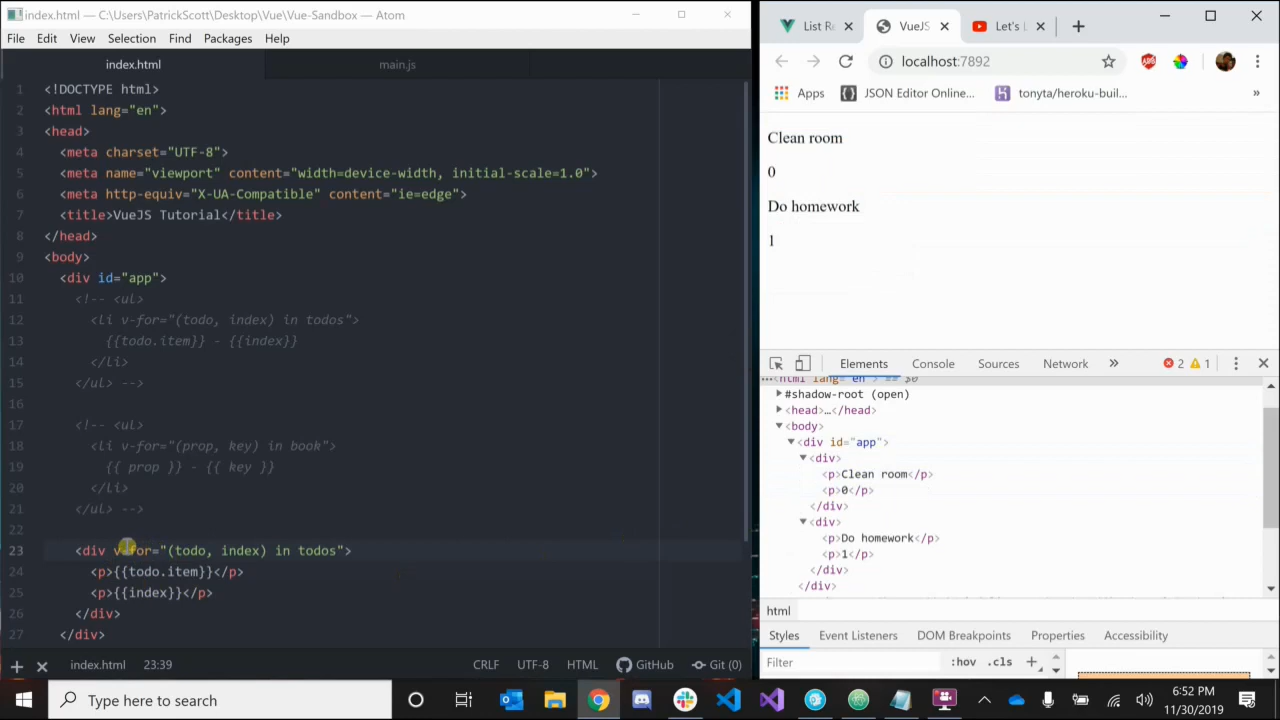 index.html — C:\Users\PatrickScott\Desktop\Vue\Vue-Sandbox — Atom
File Edit View Selection Find Packages Help
index.html main.js
1 <!DOCTYPE html>
2 <html lang="en">
3 <head>
4 <meta charset="UTF-8">
5 <meta name="viewport" content="width=device-width, initial-scale=1.0">
6 <meta http-equiv="X-UA-Compatible" content="ie=edge">
7 <title>VueJS Tutorial</title>
8 </head>
9 <body>
10 <div id="app">
11 <!-- <ul>
12 <li v-for="(todo, index) in todos">
13 {{todo.item}} - {{index}}
14 </li>
15 </ul> -->
16
17 <!-- <ul>
18 <li v-for="(prop, key) in book">
19 {{ prop }} - {{ key }}
20 </li>
21 </ul> -->
22
23 <div v-for="(todo, index) in todos">
24 <p>{{todo.item}}</p>
25 <p>{{index}}</p>
26 </div>
27 </div>
index.html 23:39 CRLF UTF-8 HTML GitHub Git (0)
List Re VueJS Let's
localhost:7892
Apps JSON Editor Online... tonyta/heroku-buil... »
Clean room
0
Do homework
1
Elements Console Sources Network » 2 1
<html lang="en" == $0
#shadow-root (open)
<head>…</head>
<body>
<div id="app">
<div>
<p>Clean room</p>
<p>0</p>
</div>
<div>
<p>Do homework</p>
<p>1</p>
</div>
</div>
html
Styles Event Listeners DOM Breakpoints Properties Accessibility
Filter :hov .cls +
Type here to search
6:52 PM
11/30/2019